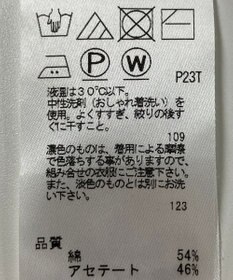 P W
P23T
液温は30℃以下。
中性洗剤(おしゃれ着洗い)を
使用。よくすすぎ、絞りの後す
ぐに干すこと。
109
濃色のものは、着用による摩擦
で色落ちする事がありますので、
組み合せの衣服にご注意下さい。
また、淡色のものとは別にお洗
い下さい。
123
品質
綿 54%
アセテート 46%